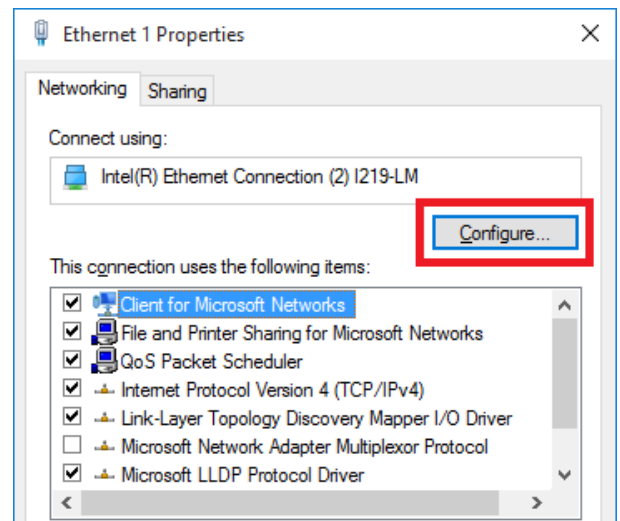 Ethernet 1 Properties
Networking Sharing
Connect using:
Intel(R) Ethernet Connection (2) I219-LM
Configure...
This connection uses the following items:
Client for Microsoft Networks
File and Printer Sharing for Microsoft Networks
QoS Packet Scheduler
Internet Protocol Version 4 (TCP/IPv4)
Link-Layer Topology Discovery Mapper I/O Driver
Microsoft Network Adapter Multiplexor Protocol
Microsoft LLDP Protocol Driver